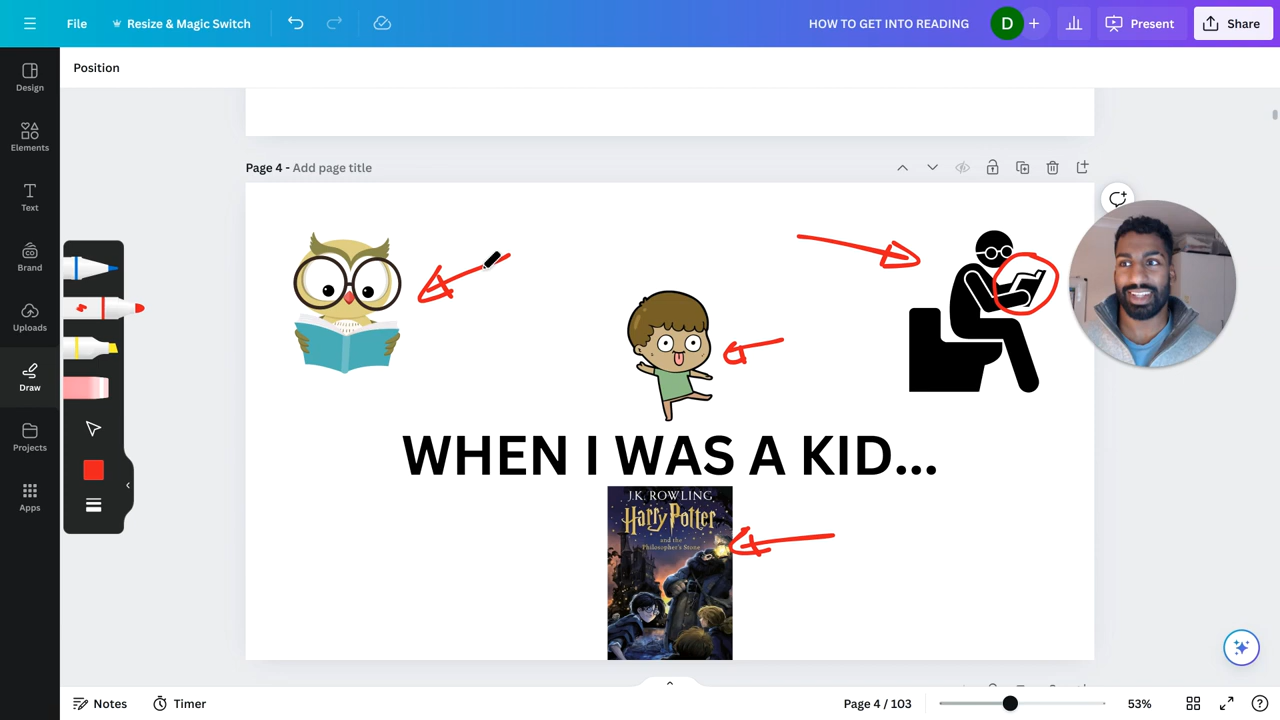 File
Resize & Magic Switch
HOW TO GET INTO READING
D
Present
Share
Position
Design
Elements
Text
Brand
Uploads
Draw
Projects
Apps
Page 4 - Add page title
WHEN I WAS A KID...
J.K. ROWLING
Harry Potter
and the
Philosopher's Stone
Notes
Timer
Page 4 / 103
53%